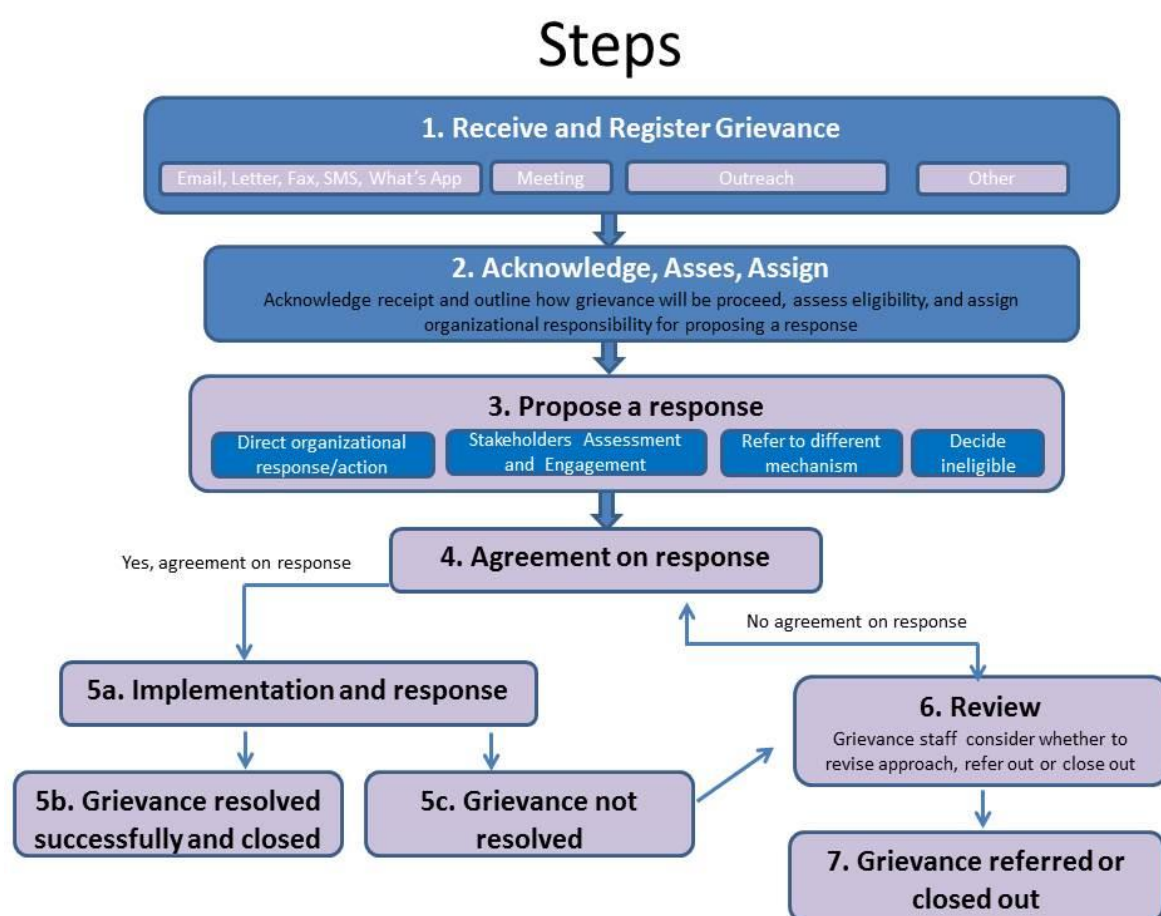 Steps
1. Receive and Register Grievance
Email, Letter, Fax, SMS, What's App
Meeting
Outreach
Other
2. Acknowledge, Asses, Assign
Acknowledge receipt and outline how grievance will be proceed, assess eligibility, and assign
organizational responsibility for proposing a response
3. Propose a response
Direct organizational
response/action
Stakeholders Assessment
and Engagement
Refer to different
mechanism
Decide
ineligible
4. Agreement on response
Yes, agreement on response
No agreement on response
5a. Implementation and response
5b. Grievance resolved
successfully and closed
5c. Grievance not
resolved
6. Review
Grievance staff consider whether to
revise approach, refer out or close out
7. Grievance referred or
closed out